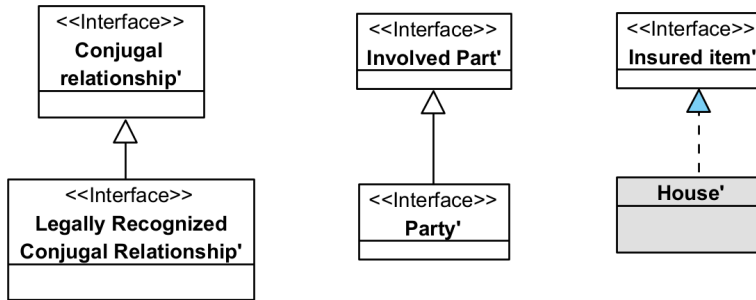 <<Interface>>
Conjugal
relationship'
<<Interface>>
Legally Recognized
Conjugal Relationship'
<<Interface>>
Involved Part'
<<Interface>>
Party'
<<Interface>>
Insured item'
House'